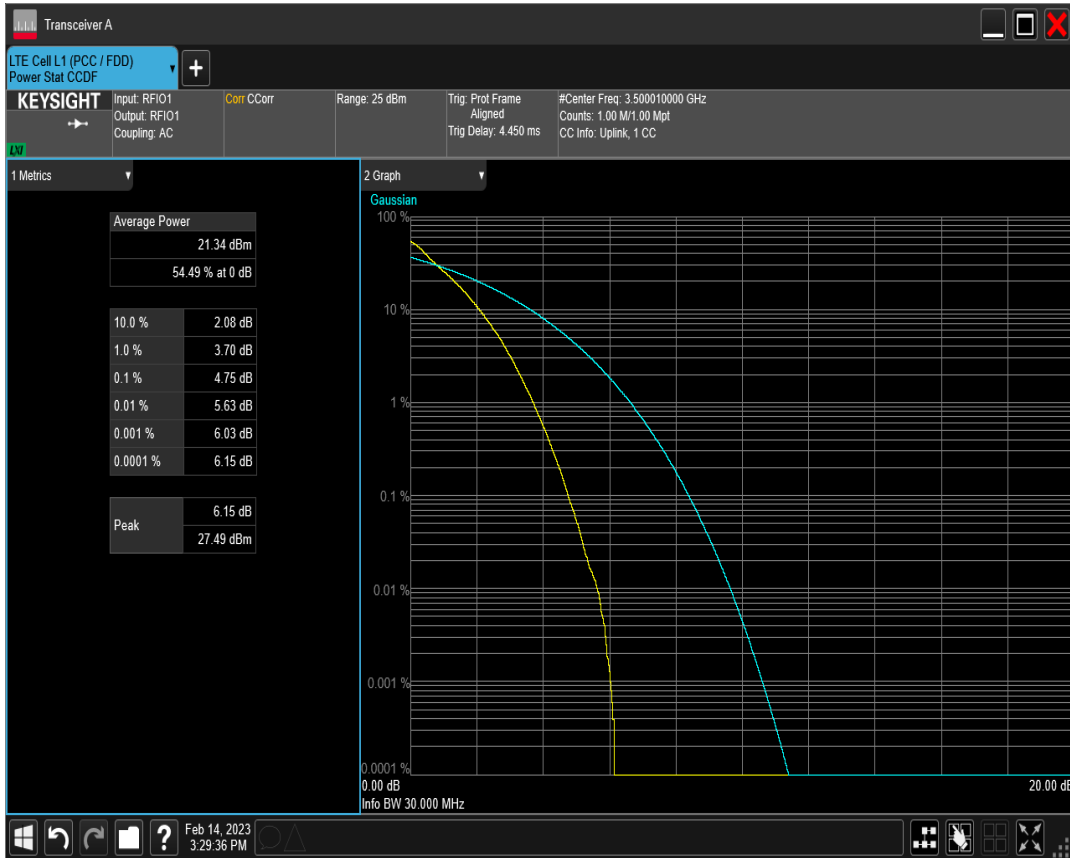 Transceiver A
LTE Cell L1 (PCC / FDD)
Power Stat CCDF
+
KEYSIGHT
LXI
Input: RFIO1
Output: RFIO1
Coupling: AC
Corr CCorr
Range: 25 dBm
Trig: Prot Frame
Aligned
Trig Delay: 4.450 ms
#Center Freq: 3.500010000 GHz
Counts: 1.00 M/1.00 Mpt
CC Info: Uplink, 1 CC
1 Metrics
Average Power
21.34 dBm
54.49 % at 0 dB
10.0 % 2.08 dB
1.0 % 3.70 dB
0.1 % 4.75 dB
0.01 % 5.63 dB
0.001 % 6.03 dB
0.0001 % 6.15 dB
Peak
6.15 dB
27.49 dBm
2 Graph
Gaussian
100 %
10 %
1 %
0.1 %
0.01 %
0.001 %
0.0001 %
0.00 dB 20.00 dB
Info BW 30.000 MHz
?
Feb 14, 2023
3:29:36 PM